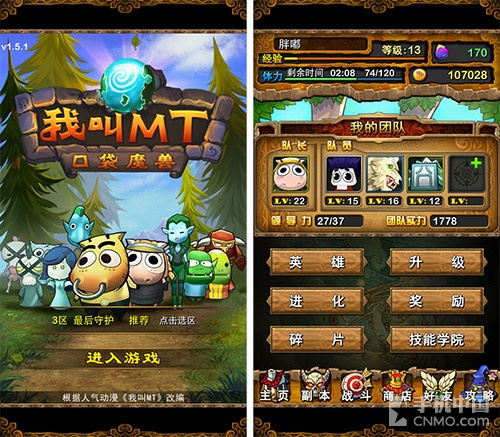 v1.5.1
我叫MT
口袋魔兽
3区 最后守护 推荐 点击选区
进入游戏
根据人气动漫《我叫MT》改编
胖嘟
等级:13
170
经验
体力 剩余时间 02:08 74/120
107028
我的团队
队长 队员
LV: 22
LV: 15
LV: 16
LV: 12
囧
领导力 27/37 团队实力 1778
英雄 升级
进化 奖励
碎片 技能学院
主页 副本 战斗 商店 好友 攻略
手机中国
CNMO.com